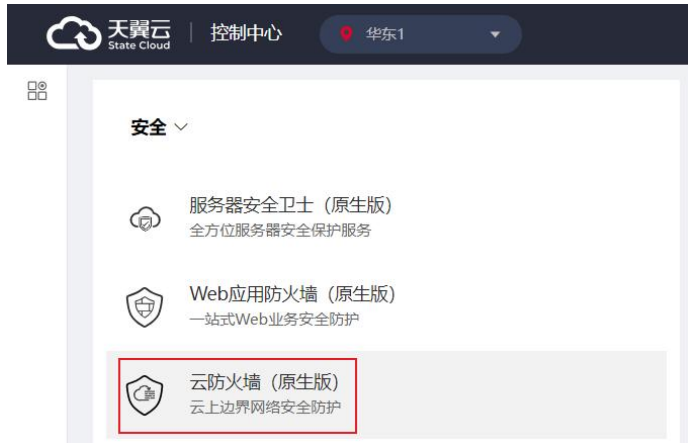 天翼云 控制中心 华东1
State Cloud
安全
服务器安全卫士（原生版）
全方位服务器安全保护服务
Web应用防火墙（原生版）
一站式Web业务安全防护
云防火墙（原生版）
云上边界网络安全防护